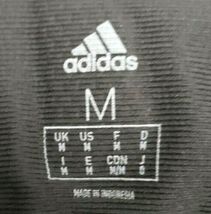 adidas
M
UK US F D
M M M M
I E CDN J
M M M/M O
MADE IN INDONESIA